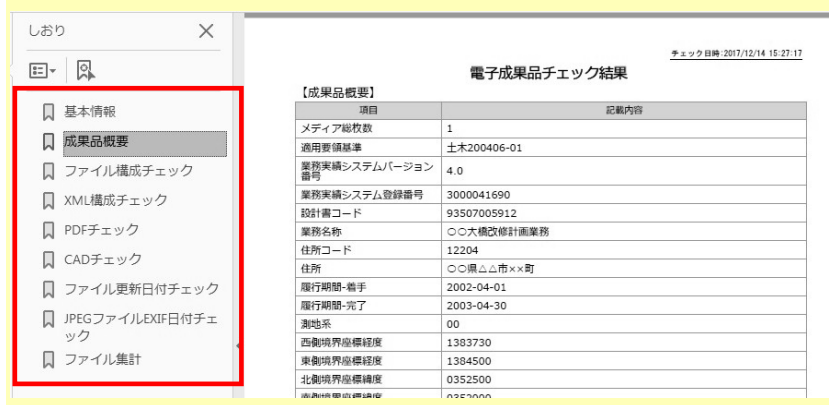 しおり
基本情報
成果品概要
ファイル構成チェック
XML構成チェック
PDFチェック
CADチェック
ファイル更新日付チェック
JPEGファイルEXIF日付チェ
ック
ファイル集計
チェック日時:2017/12/14 15:27:17
電子成果品チェック結果
【成果品概要】
項目 記載内容
メディア総枚数 1
適用要領基準 土木200406-01
業務実績システムバージョン
番号 4.0
業務実績システム登録番号 3000041690
設計書コード 93507005912
業務名称 ○○大橋改修計画業務
住所コード 12204
住所 ○○県△△市××町
履行期間-着手 2002-04-01
履行期間-完了 2003-04-30
測地系 00
西側境界座標経度 1383730
東側境界座標経度 1384500
北側境界座標緯度 0352500
南側境界座標緯度 0352000